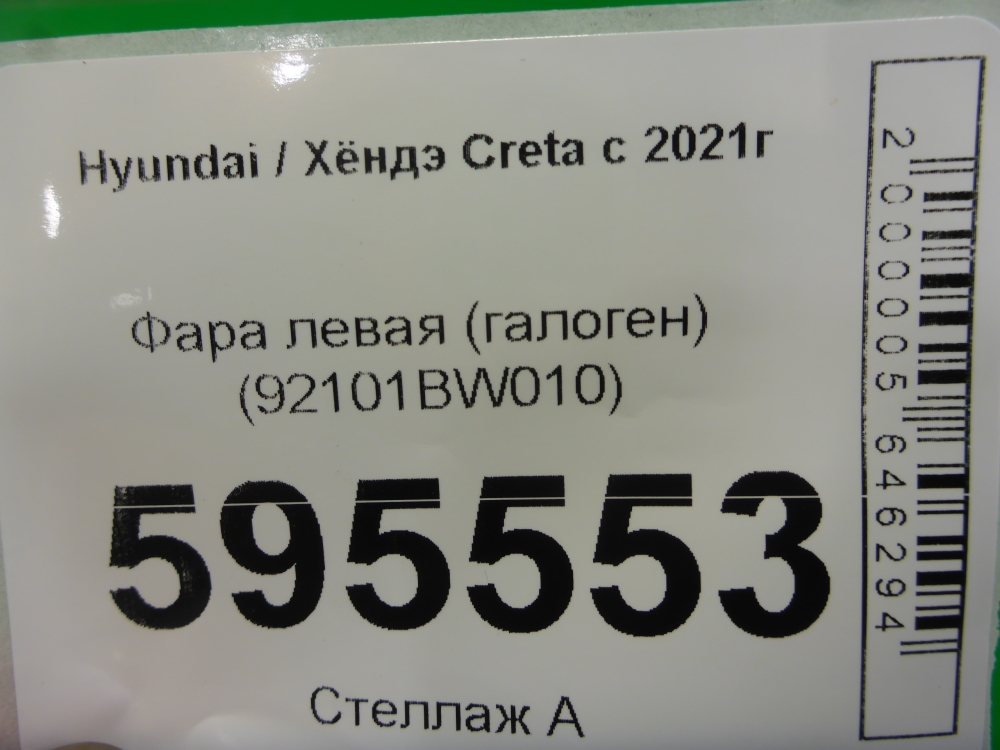 Hyundai / Хёндэ Creta с 2021г
Фара левая (галоген)
(92101BW010)
595553
Стеллаж А
2000005646294